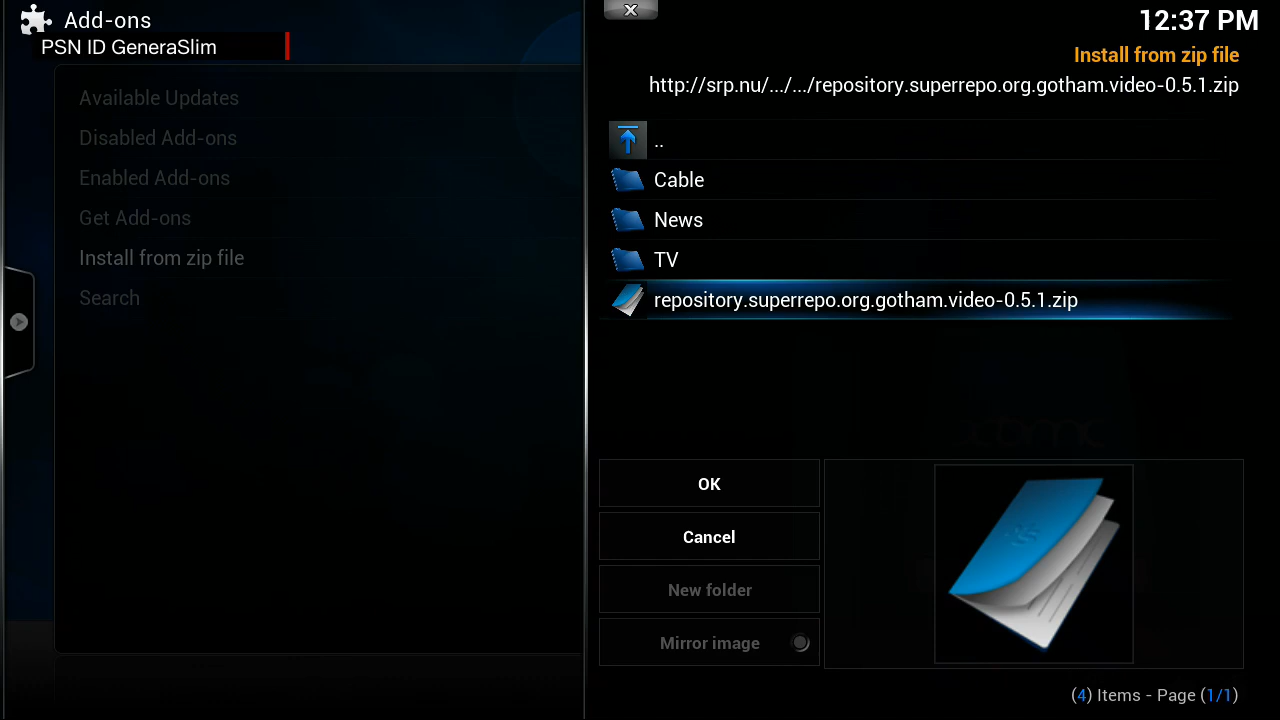 Add-ons
PSN ID GeneraSlim
Available Updates
Disabled Add-ons
Enabled Add-ons
Get Add-ons
Install from zip file
Search
12:37 PM
Install from zip file
http://srp.nu/.../.../repository.superrepo.org.gotham.video-0.5.1.zip
..
Cable
News
TV
repository.superrepo.org.gotham.video-0.5.1.zip
OK
Cancel
New folder
Mirror image
(4) Items - Page (1/1)